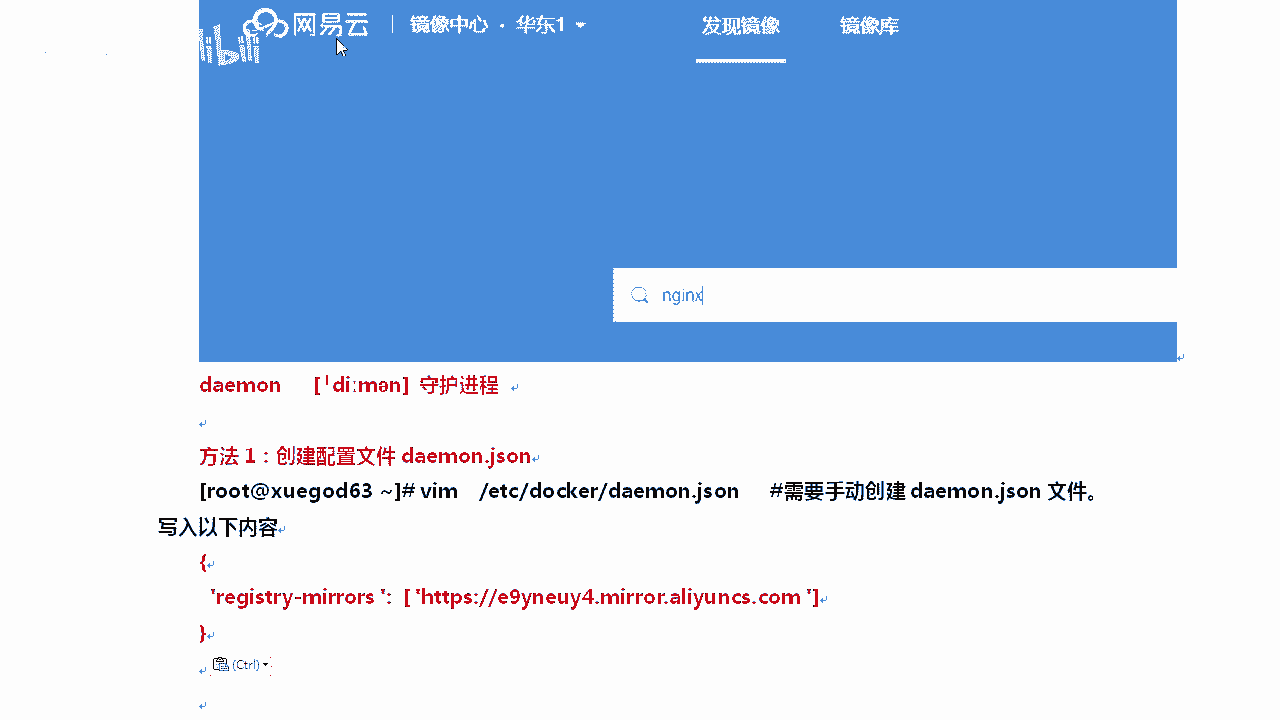 网易云 | 镜像中心 · 华东1 发现镜像 镜像库
libili
nginx
daemon ['di:mən] 守护进程
方法 1：创建配置文件 daemon.json
[root@xuegod63 ~]# vim /etc/docker/daemon.json #需要手动创建 daemon.json 文件。
写入以下内容
{
"registry-mirrors ": [ "https://e9yneuy4.mirror.aliyuncs.com "]
}
(Ctrl)